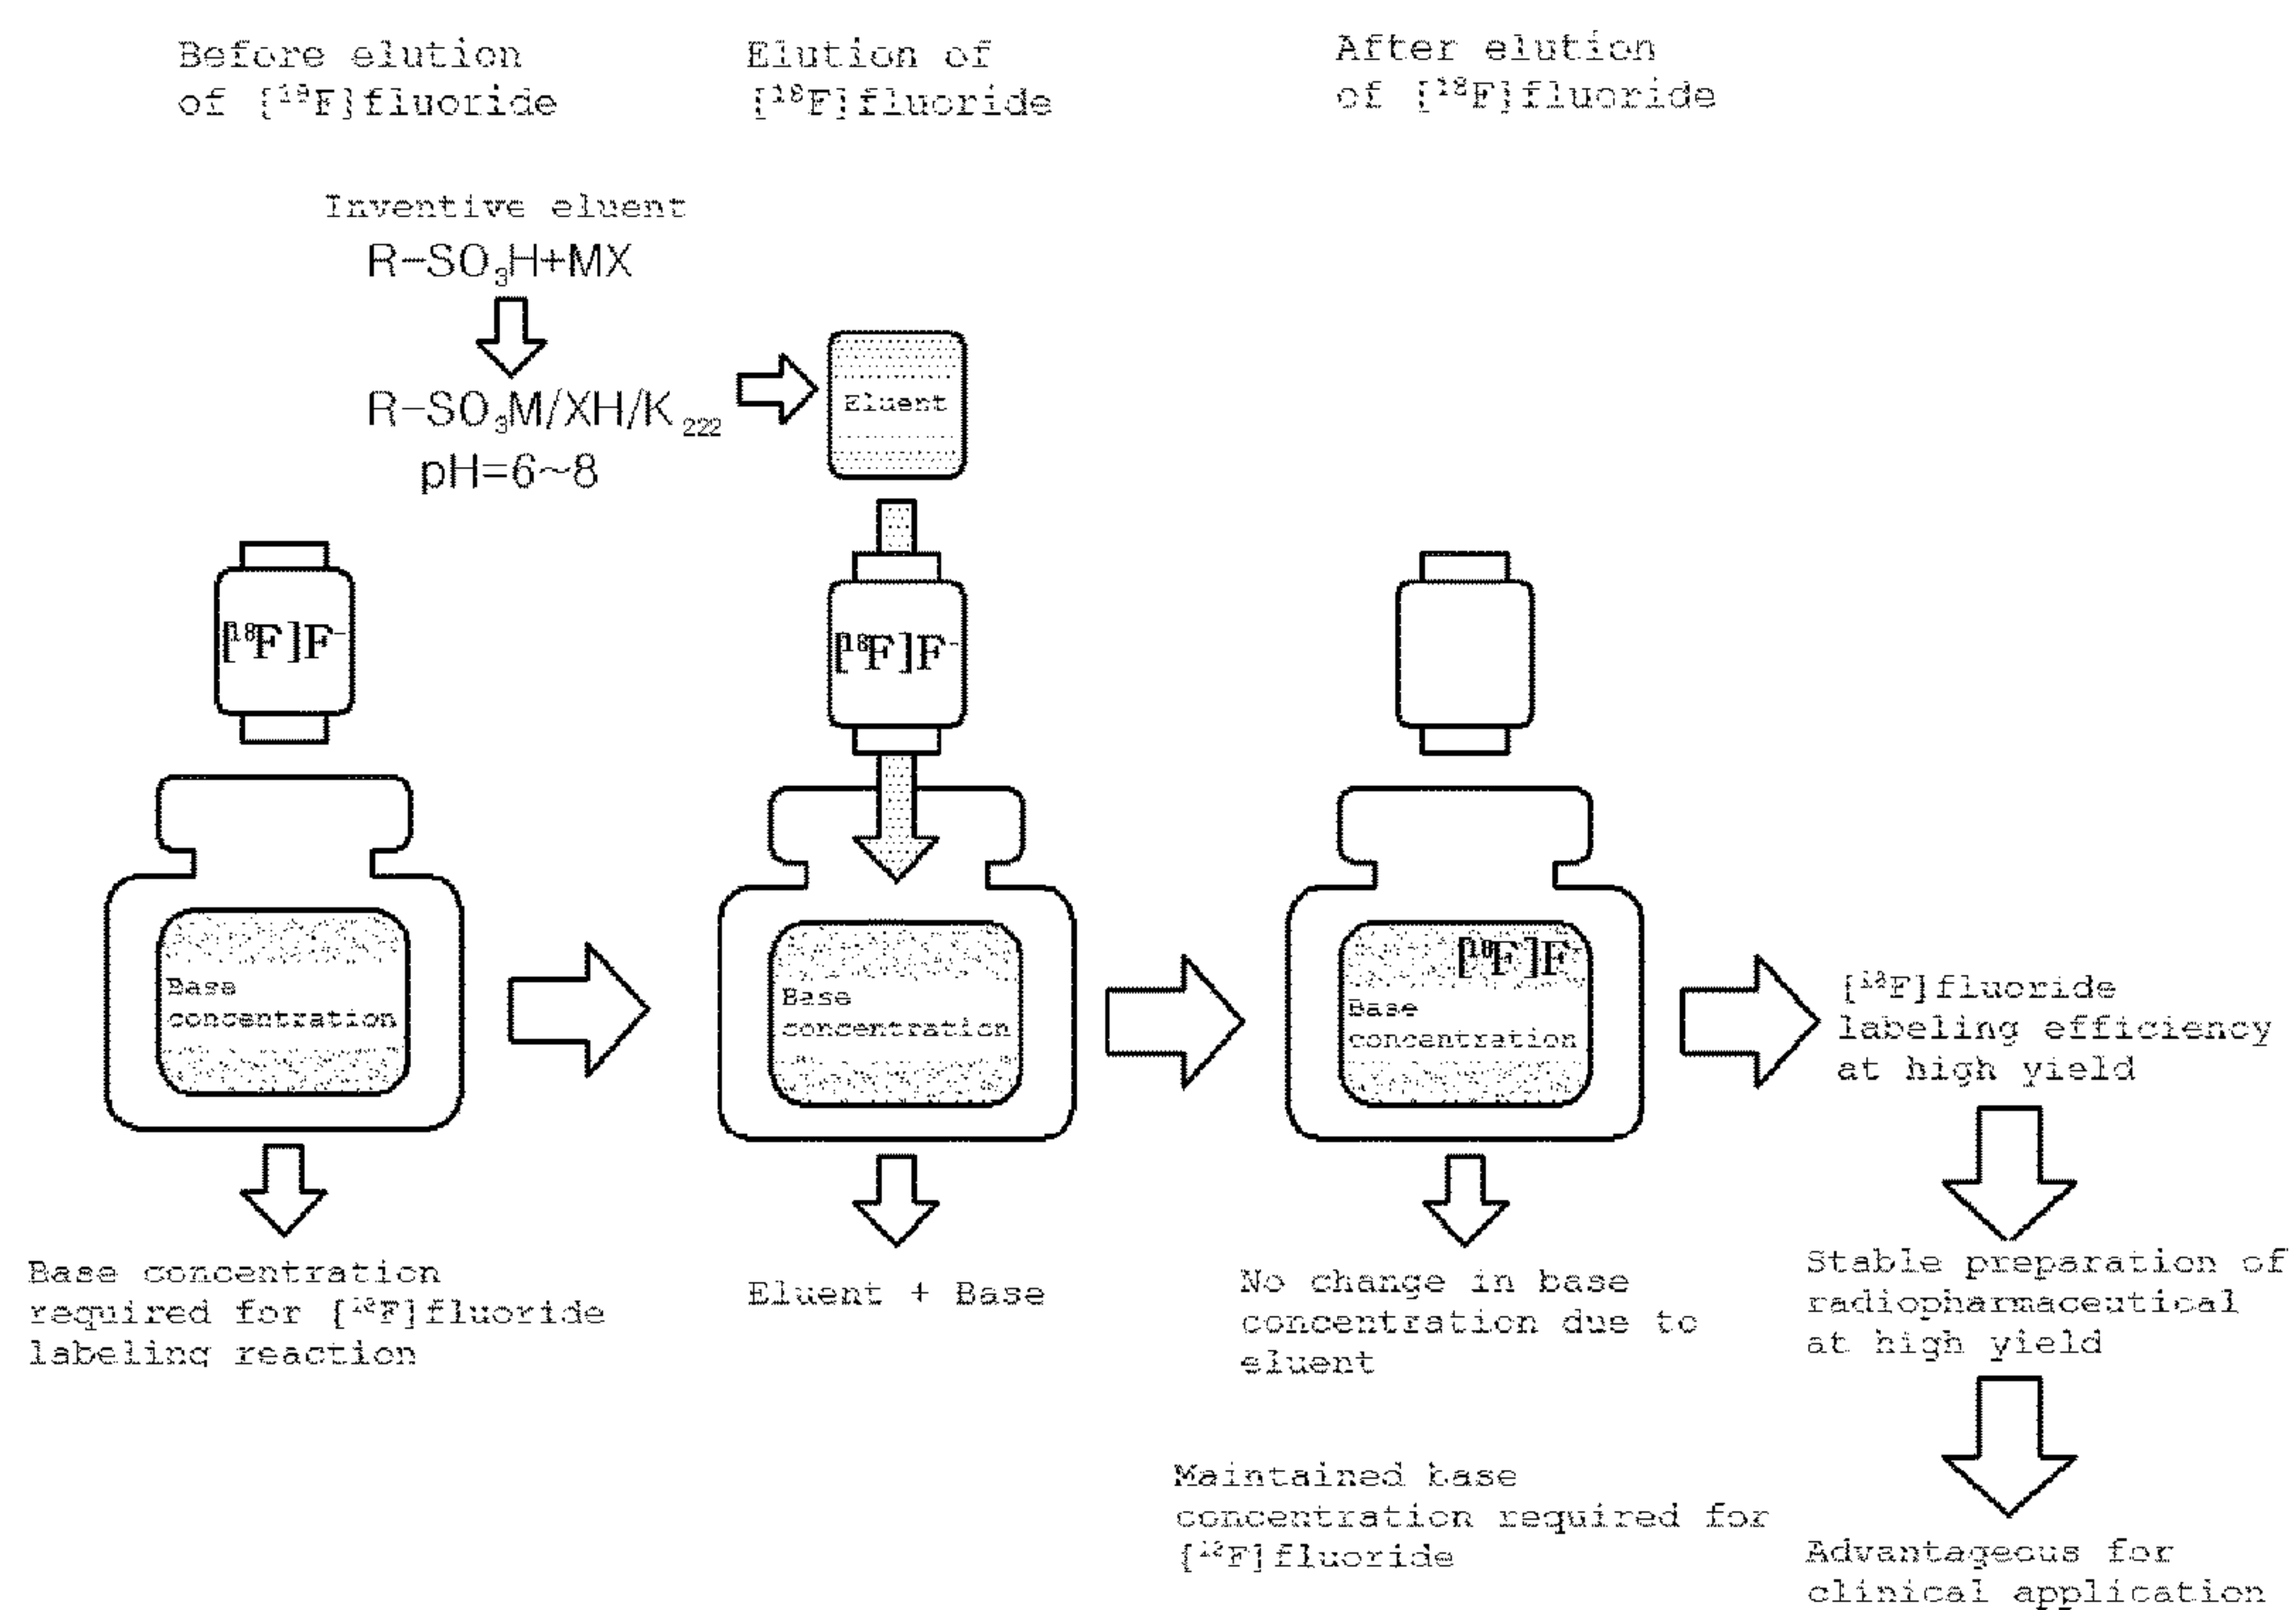 Before elution
of [¹⁸F]fluoride
Elution of
[¹⁸F]fluoride
After elution
of [¹⁸F]fluoride
Inventive eluent
R-SO₃H+MX
R-SO₃M/XH/K₂₂₂
pH=6~8
Eluent
[¹⁸F]F⁻
[¹⁸F]F⁻
Base
concentration
Base
concentration
[¹⁸F]F⁻
Base
concentration
[¹⁸F]fluoride
labeling efficiency
at high yield
Base concentration
required for [¹⁸F]fluoride
labeling reaction
Eluent + Base
No change in base
concentration due to
eluent
Stable preparation of
radiopharmaceutical
at high yield
Maintained base
concentration required for
[¹⁸F]fluoride
Advantageous for
clinical application